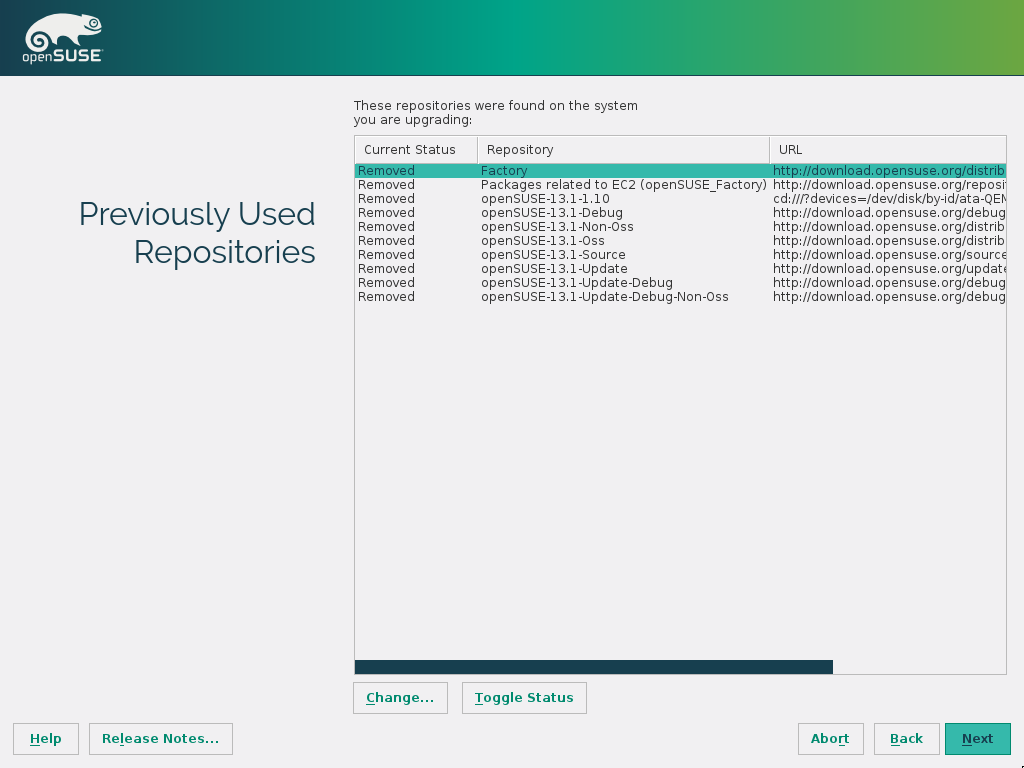 openSUSE
These repositories were found on the system
you are upgrading:
Previously Used
Repositories
Current Status Repository URL
Removed Factory http://download.opensuse.org/distrib
Removed Packages related to EC2 (openSUSE_Factory) http://download.opensuse.org/reposi
Removed openSUSE-13.1-1.10 cd:///?devices=/dev/disk/by-id/ata-QEM
Removed openSUSE-13.1-Debug http://download.opensuse.org/debug
Removed openSUSE-13.1-Non-Oss http://download.opensuse.org/distrib
Removed openSUSE-13.1-Oss http://download.opensuse.org/distrib
Removed openSUSE-13.1-Source http://download.opensuse.org/source
Removed openSUSE-13.1-Update http://download.opensuse.org/update
Removed openSUSE-13.1-Update-Debug http://download.opensuse.org/debug
Removed openSUSE-13.1-Update-Debug-Non-Oss http://download.opensuse.org/debug
Change... Toggle Status
Help Release Notes... Abort Back Next